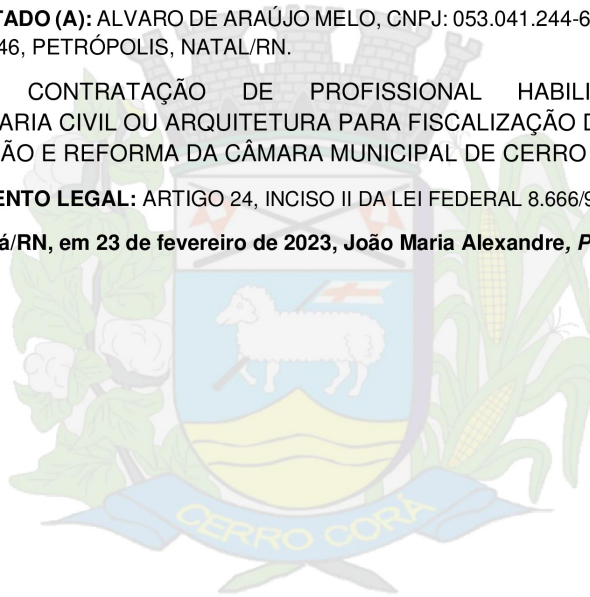 TADO (A): ALVARO DE ARAÚJO MELO, CNPJ: 053.041.244-6
46, PETRÓPOLIS, NATAL/RN.
CONTRATAÇÃO DE PROFISSIONAL HABILI
ARIA CIVIL OU ARQUITETURA PARA FISCALIZAÇÃO D
ÃO E REFORMA DA CÂMARA MUNICIPAL DE CERRO
ENTO LEGAL: ARTIGO 24, INCISO II DA LEI FEDERAL 8.666/9
á/RN, em 23 de fevereiro de 2023, João Maria Alexandre, P
CERRO CORÁ